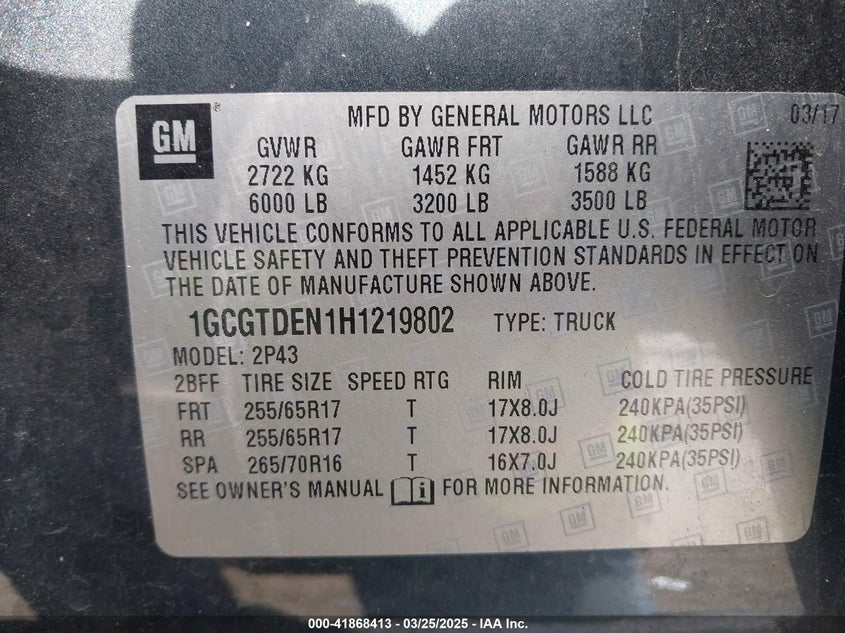 GM ® MFD BY GENERAL MOTORS LLC 03/17
GVWR GAWR FRT GAWR RR
2722 KG 1452 KG 1588 KG
6000 LB 3200 LB 3500 LB
THIS VEHICLE CONFORMS TO ALL APPLICABLE U.S. FEDERAL MOTOR
VEHICLE SAFETY AND THEFT PREVENTION STANDARDS IN EFFECT ON
THE DATE OF MANUFACTURE SHOWN ABOVE.
1GCGTDEN1H1219802 TYPE: TRUCK
MODEL: 2P43
2BFF TIRE SIZE SPEED RTG RIM COLD TIRE PRESSURE
FRT 255/65R17 T 17X8.0J 240KPA(35PSI)
RR 255/65R17 T 17X8.0J 240KPA(35PSI)
SPA 265/70R16 T 16X7.0J 240KPA(35PSI)
SEE OWNER'S MANUAL i FOR MORE INFORMATION.
000-41868413 - 03/25/2025 - IAA Inc.